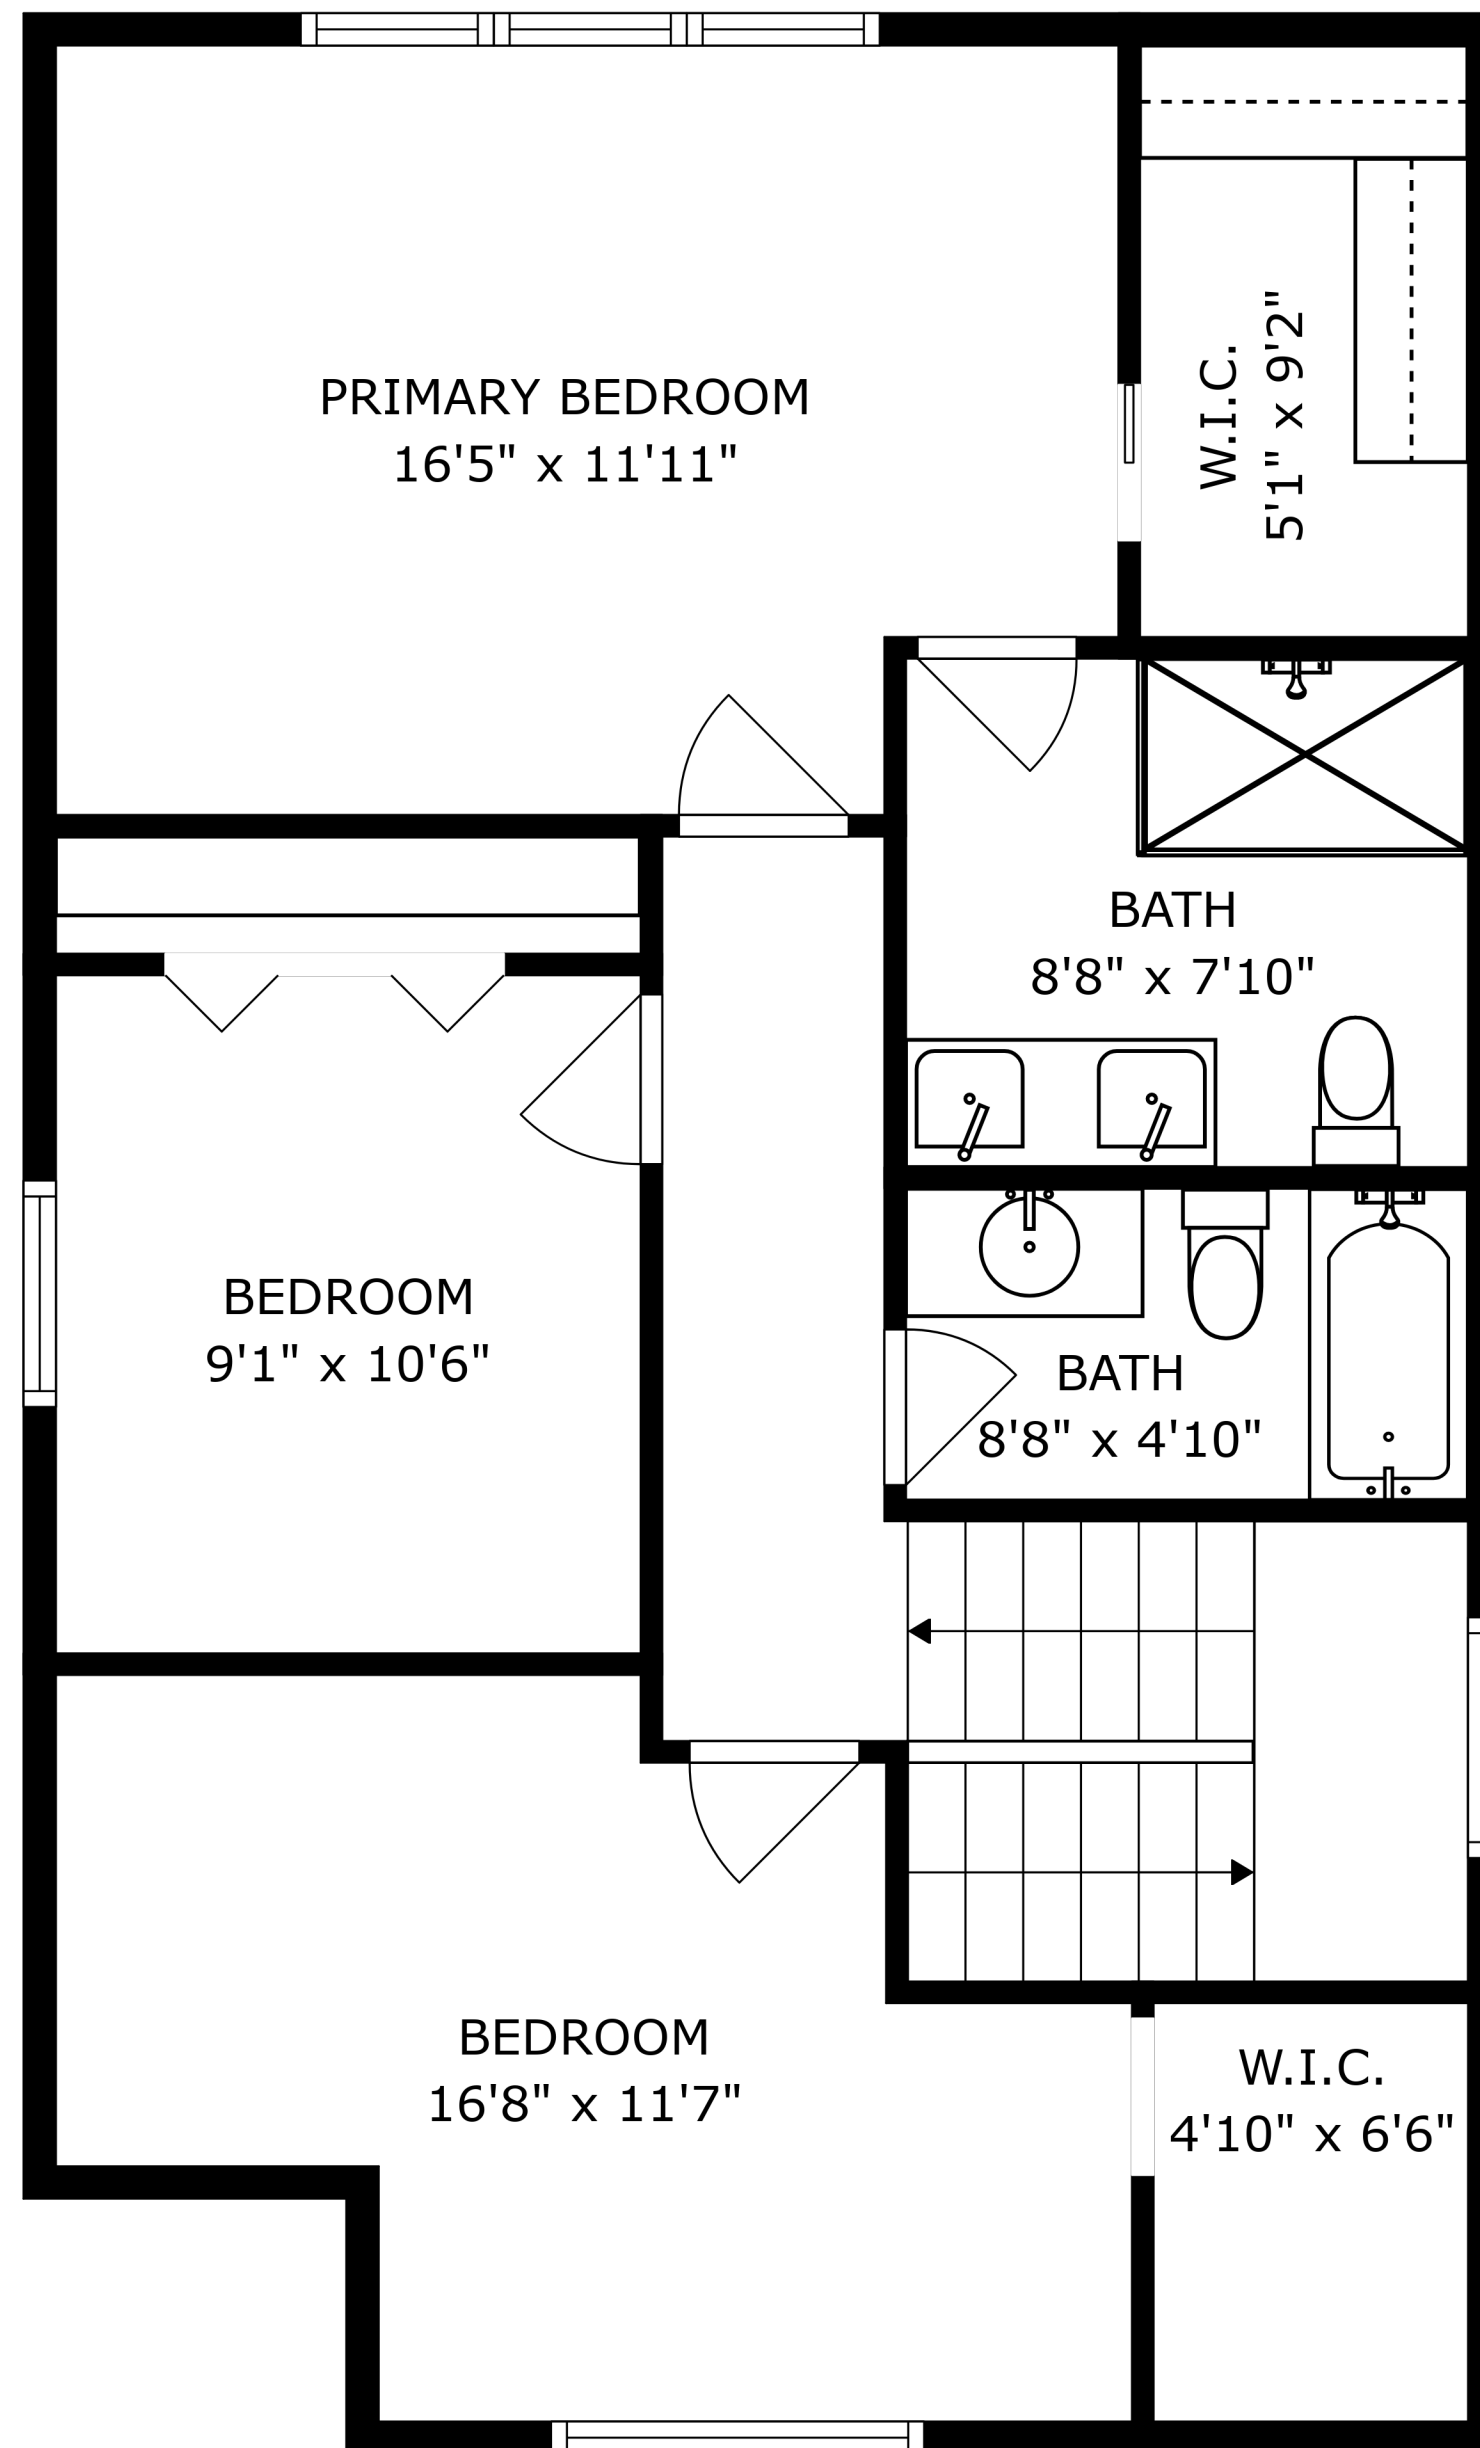 PRIMARY BEDROOM
16'5" x 11'11"
W.I.C.
5'1" x 9'2"
BATH
8'8" x 7'10"
BEDROOM
9'1" x 10'6"
BATH
8'8" x 4'10"
BEDROOM
16'8" x 11'7"
W.I.C.
4'10" x 6'6"